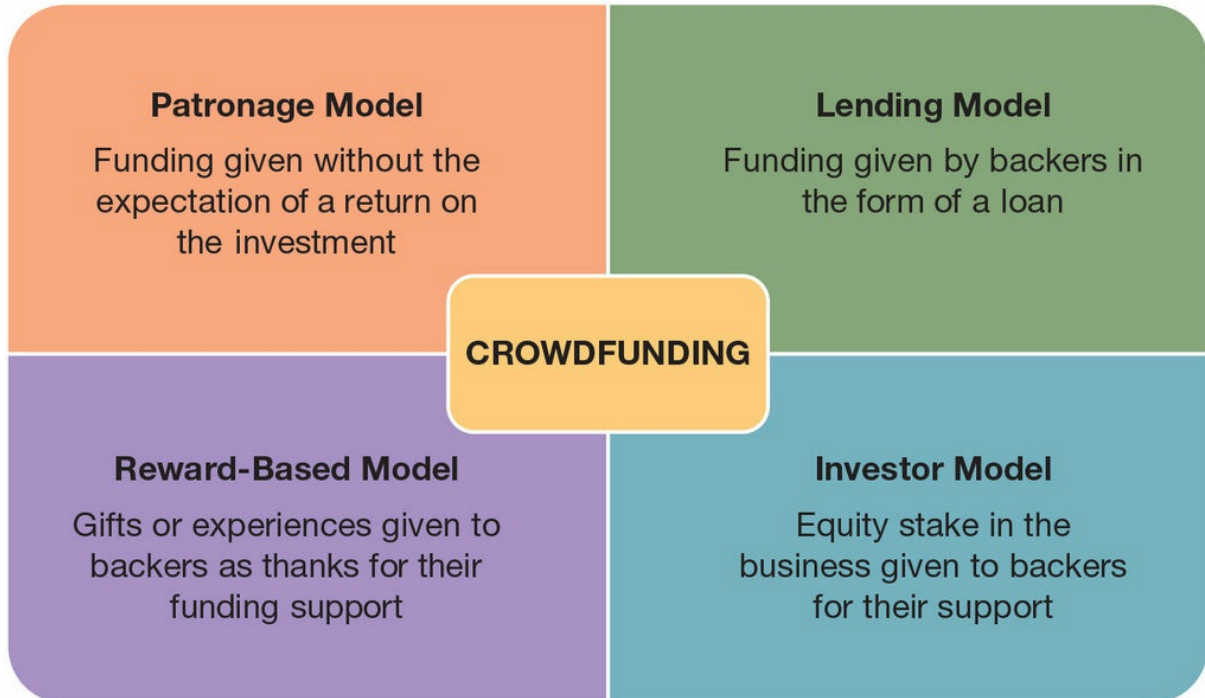 Patronage Model
Funding given without the
expectation of a return on
the investment
Lending Model
Funding given by backers in
the form of a loan
CROWDFUNDING
Reward-Based Model
Gifts or experiences given to
backers as thanks for their
funding support
Investor Model
Equity stake in the
business given to backers
for their support